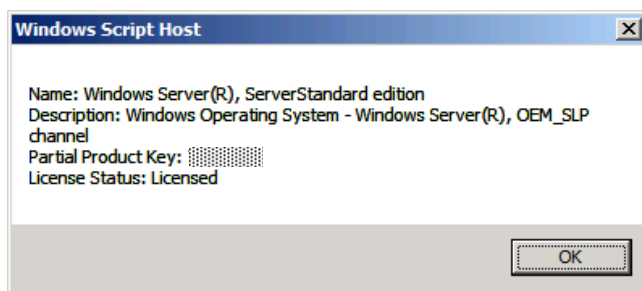 Windows Script Host
Name: Windows Server(R), ServerStandard edition
Description: Windows Operating System - Windows Server(R), OEM_SLP
channel
Partial Product Key:
License Status: Licensed
OK